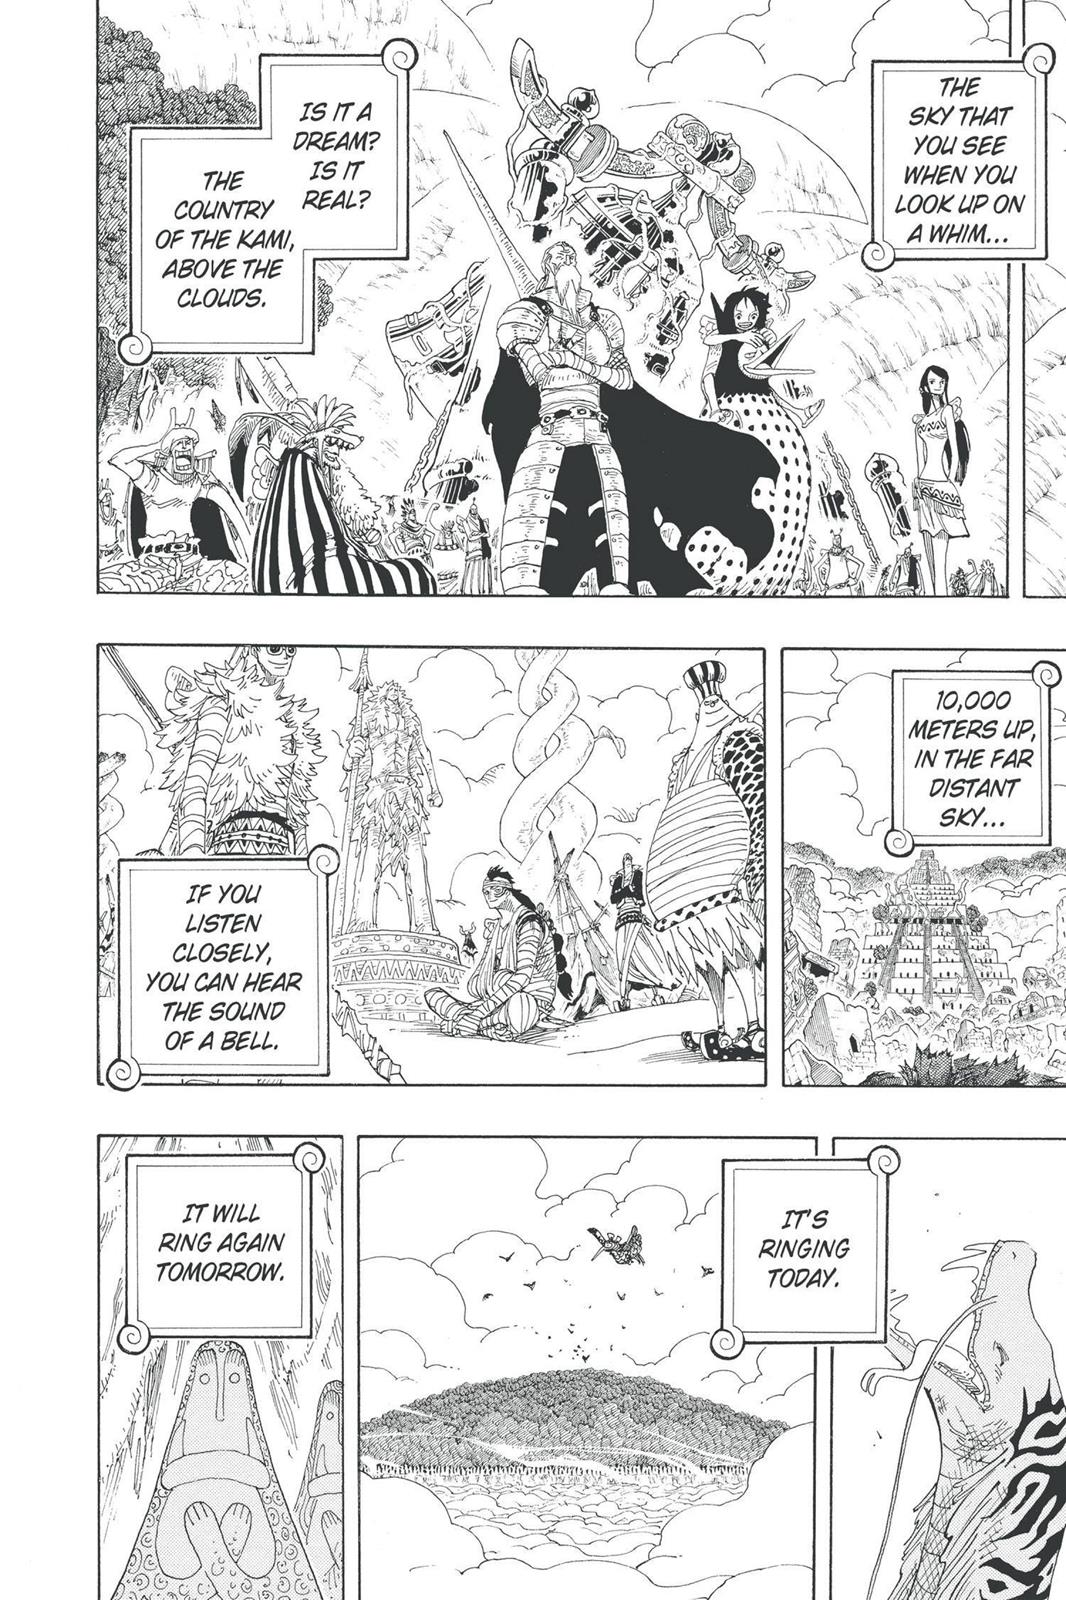 THE
SKY THAT
YOU SEE
WHEN YOU
LOOK UP ON
A WHIM...
IS IT A
DREAM?
IS IT
REAL?
THE
COUNTRY
OF THE KAMI,
ABOVE THE
CLOUDS.
10,000
METERS UP,
IN THE FAR
DISTANT
SKY...
IF YOU
LISTEN
CLOSELY,
YOU CAN HEAR
THE SOUND
OF A BELL.
IT'S
RINGING
TODAY.
IT WILL
RING AGAIN
TOMORROW.